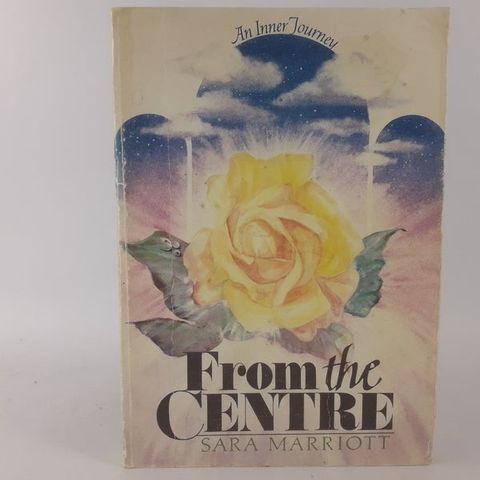 An Inner Journey
From the
CENTRE
SARA MARRIOTT